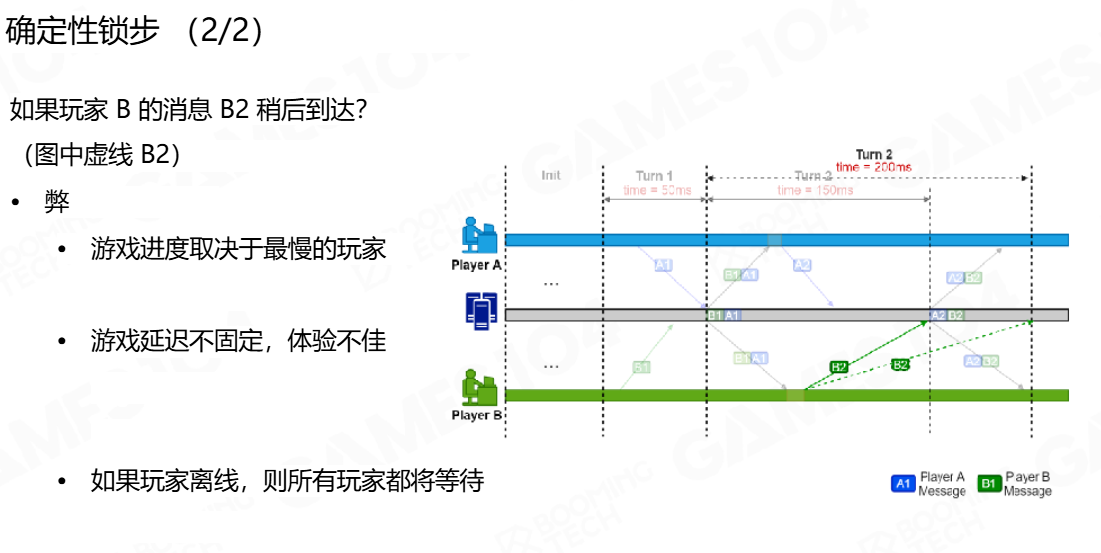 确定性锁步 （2/2）
如果玩家 B 的消息 B2 稍后到达？
（图中虚线 B2）
• 弊
• 游戏进度取决于最慢的玩家
• 游戏延迟不固定，体验不佳
• 如果玩家离线，则所有玩家都将等待
Turn 2
time = 200ms
Init
Turn 1
Turn 2
time = 50ms
time = 150ms
Player A
A1
B1 A1
A2
A2 B2
...
B1 A1
A2 B2
...
B1
B1 A1
B2
B2
A2 B2
Player B
A1 Player A Message
B1 Player B Message
GAMES104
BOOMING TECH